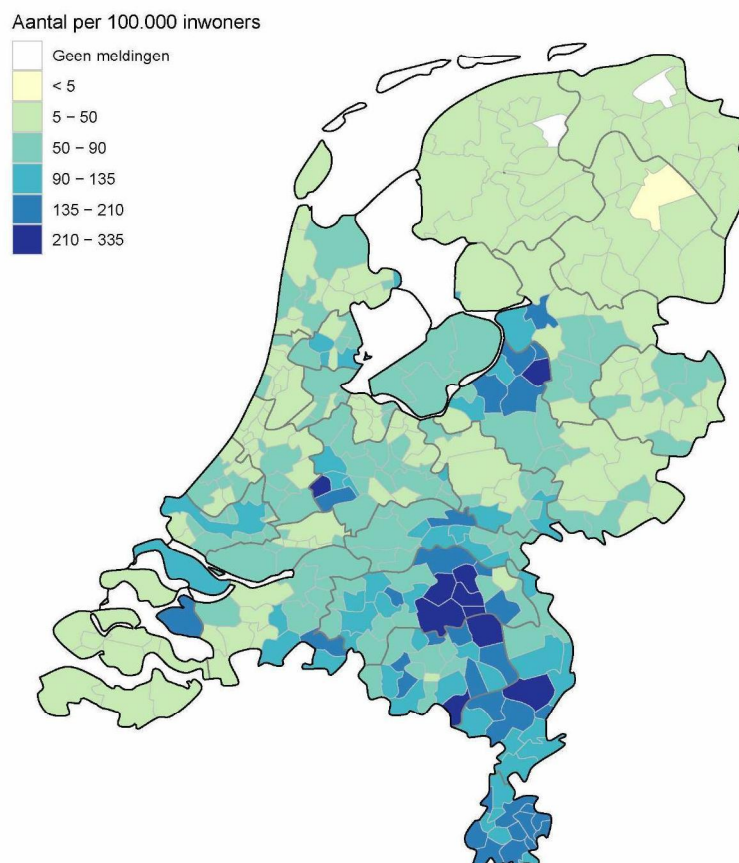 Aantal per 100.000 inwoners
Geen meldingen
< 5
5 − 50
50 − 90
90 − 135
135 − 210
210 − 335